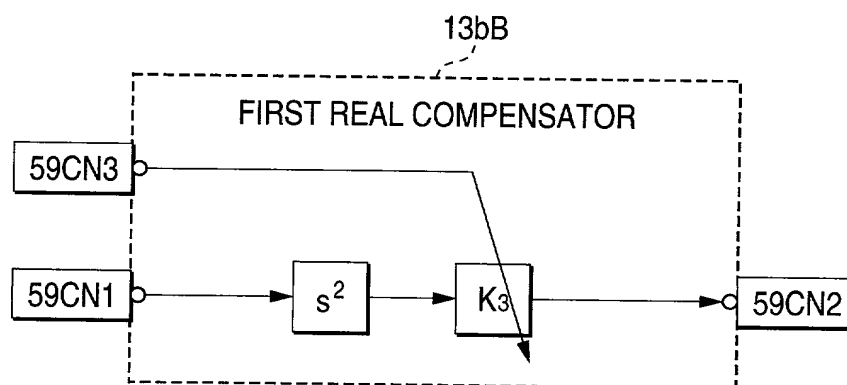 13bB
FIRST REAL COMPENSATOR
59CN3
59CN1
s²
K3
59CN2